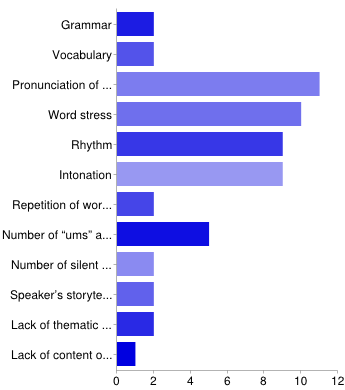 Grammar
Vocabulary
Pronunciation of ...
Word stress
Rhythm
Intonation
Repetition of wor...
Number of “ums” a...
Number of silent ...
Speaker’s storyte...
Lack of thematic ...
Lack of content o...
0 2 4 6 8 10 12